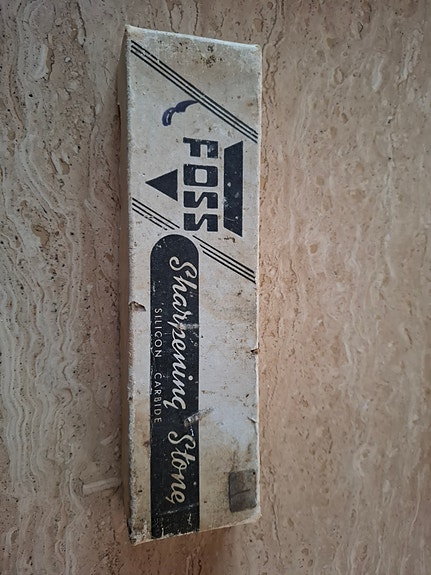 FOSS
Sharpening Stone
SILICON CARBIDE